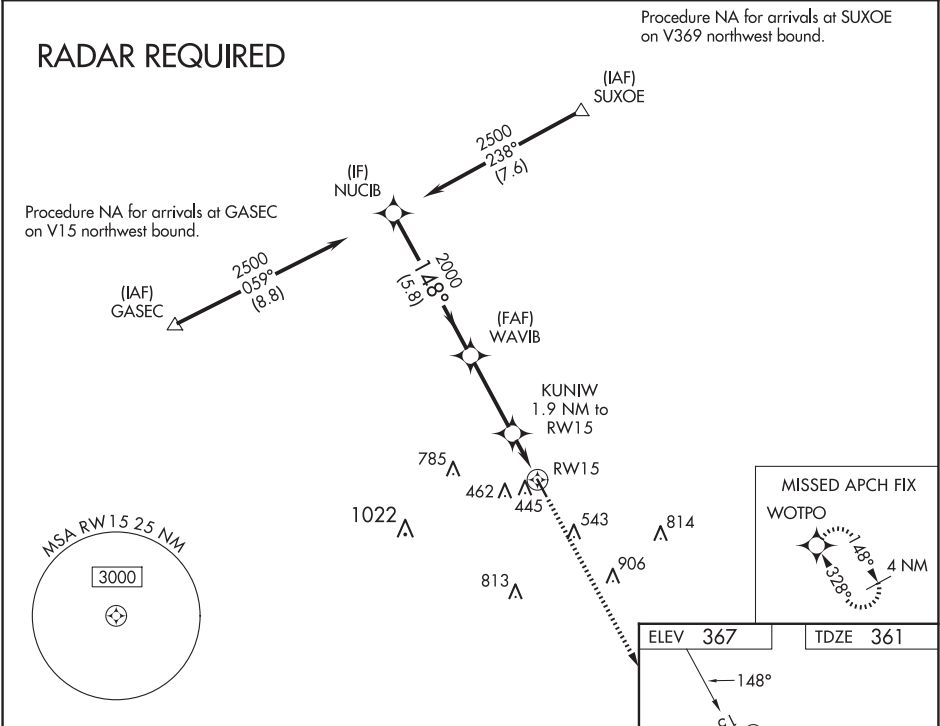 Procedure NA for arrivals at SUXOE
on V369 northwest bound.
RADAR REQUIRED
(IAF)
SUXOE
2500
238°
(7.6)
(IF)
NUCIB
Procedure NA for arrivals at GASEC
on V15 northwest bound.
2500
059°
(8.8)
(IAF)
GASEC
2000
148°
(5.8)
(FAF)
WAVIB
KUNIW
1.9 NM to
RW15
785
RW15
462
445
1022
543
814
906
813
MSA RW15 25 NM
3000
MISSED APCH FIX
WOTPO
148°
328°
4 NM
ELEV 367
TDZE 361
148°
15